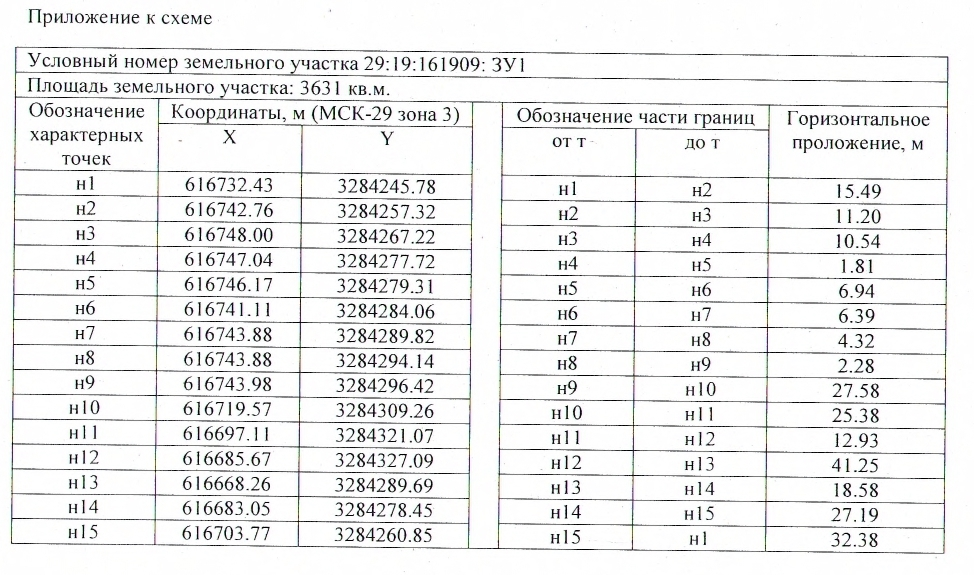 Приложение к схеме
Условный номер земельного участка 29:19:161909: ЗУ1
Площадь земельного участка: 3631 кв.м.
Обозначение характерных точек Координаты, м (МСК-29 зона 3) Обозначение части границ Горизонтальное проложение, м
X Y от т до т
н1 616732.43 3284245.78 н1 н2 15.49
н2 616742.76 3284257.32 н2 н3 11.20
н3 616748.00 3284267.22 н3 н4 10.54
н4 616747.04 3284277.72 н4 н5 1.81
н5 616746.17 3284279.31 н5 н6 6.94
н6 616741.11 3284284.06 н6 н7 6.39
н7 616743.88 3284289.82 н7 н8 4.32
н8 616743.88 3284294.14 н8 н9 2.28
н9 616743.98 3284296.42 н9 н10 27.58
н10 616719.57 3284309.26 н10 н11 25.38
н11 616697.11 3284321.07 н11 н12 12.93
н12 616685.67 3284327.09 н12 н13 41.25
н13 616668.26 3284289.69 н13 н14 18.58
н14 616683.05 3284278.45 н14 н15 27.19
н15 616703.77 3284260.85 н15 н1 32.38